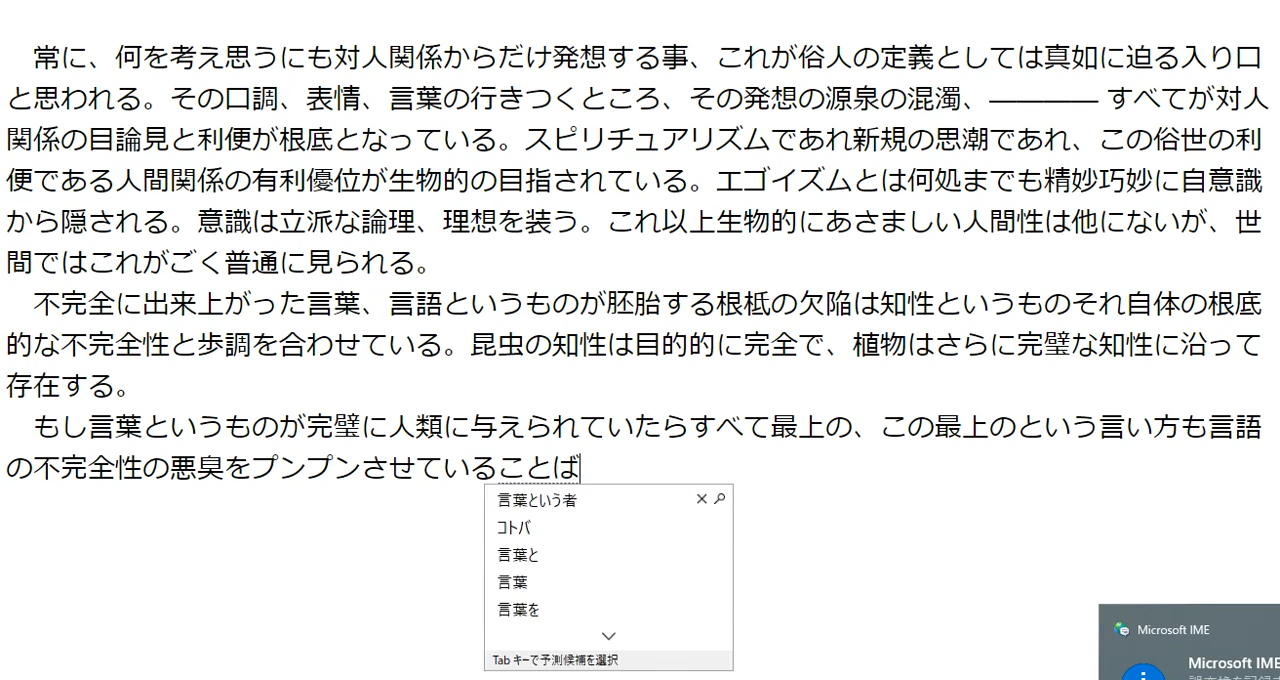 常に、何を考え思うにも対人関係からだけ発想する事、これが俗人の定義としては真如に迫る入り口
と思われる。その口調、表情、言葉の行きつくところ、その発想の源泉の混濁、―――― すべてが対人
関係の目論見と利便が根底となっている。スピリチュアリズムであれ新規の思潮であれ、この俗世の利
便である人間関係の有利優位が生物的の目指されている。エゴイズムとは何処までも精妙巧妙に自意識
から隠される。意識は立派な論理、理想を装う。これ以上生物的にあさましい人間性は他にないが、世
間ではこれがごく普通に見られる。
不完全に出来上がった言葉、言語というものが胚胎する根柢の欠陥は知性というものそれ自体の根底
的な不完全性と歩調を合わせている。昆虫の知性は目的的に完全で、植物はさらに完璧な知性に沿って
存在する。
もし言葉というものが完璧に人類に与えられていたらすべて最上の、この最上のという言い方も言語
の不完全性の悪臭をプンプンさせていることば
言葉という者
コトバ
言葉と
言葉
言葉を
Tab キーで予測候補を選択
Microsoft IME
Microsoft IME